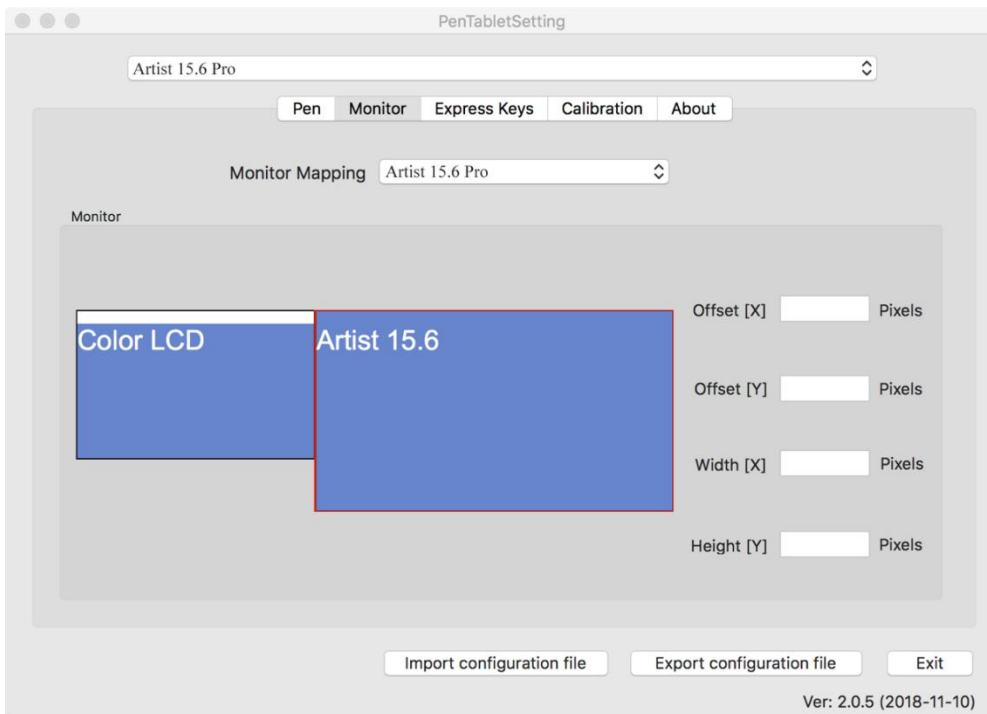 PenTabletSetting
Artist 15.6 Pro
Pen Monitor Express Keys Calibration About
Monitor Mapping Artist 15.6 Pro
Monitor
Color LCD
Artist 15.6
Offset [X] Pixels
Offset [Y] Pixels
Width [X] Pixels
Height [Y] Pixels
Import configuration file Export configuration file Exit
Ver: 2.0.5 (2018-11-10)